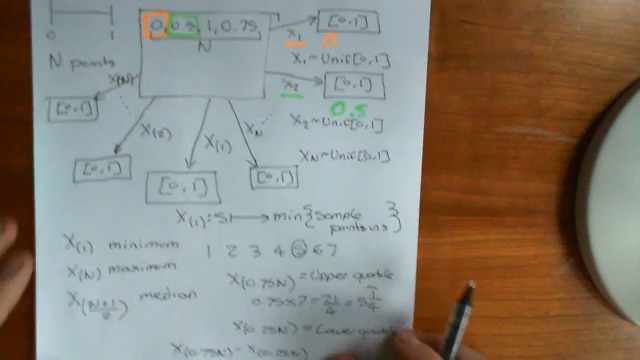 0 1
N points
0, 0.5, 1, 0.75
N
X₁ [0,1]
0
X₁ ~ Unif[0,1]
X₂ [0,1]
0.5
X₂ ~ Unif[0,1]
X_N ~ Unif[0,1]
X(N) [0,1]
X(2) [0,1]
X(1) [0,1]
X_N [0,1]
X(1) : S ⟼ min { Sample points in }
X(1) minimum 1 2 3 4 5 6 7
X(N) maximum
X(N+1/2) median
X(0.75N) = Upper quartile
0.75 × 7 = 21/4 = 5 1/4
X(0.25N) = Lower quartile
X(0.75N) - X(0.25N)